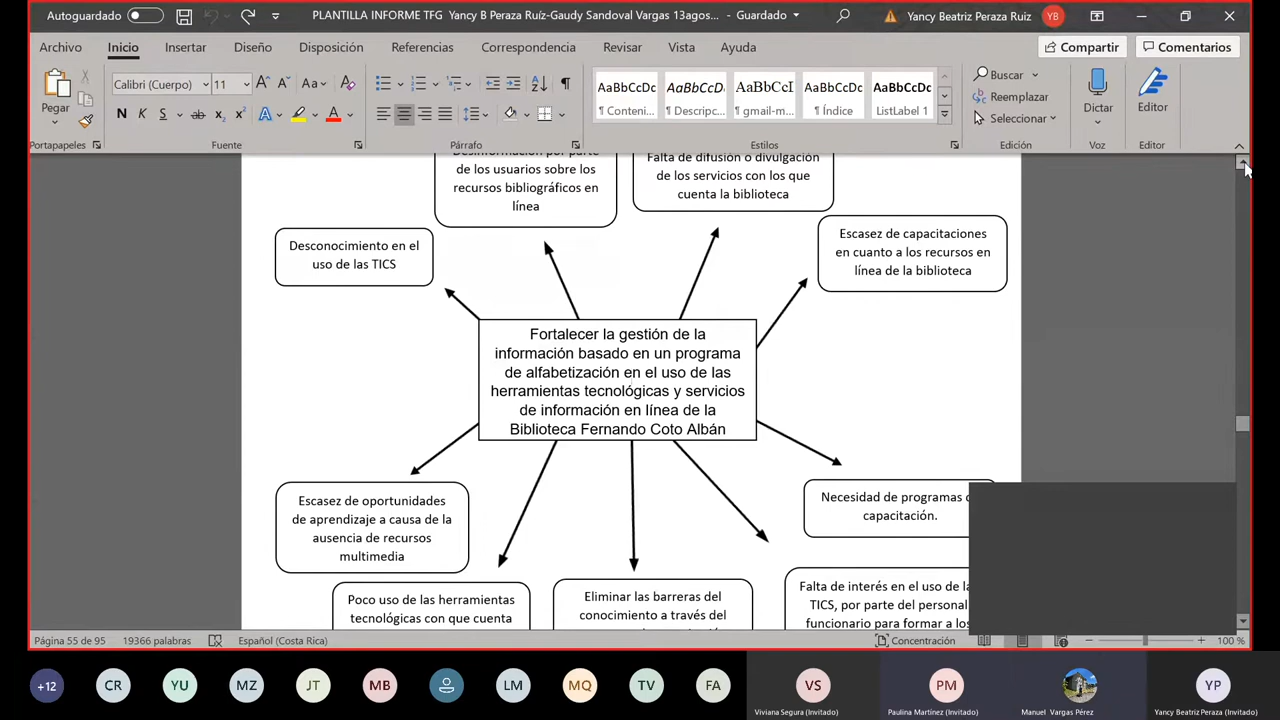 Autoguardado
PLANTILLA INFORME TFG Yancy B Peraza Ruíz-Gaudy Sandoval Vargas 13agos... - Guardado
Yancy Beatriz Peraza Ruiz
YB
Archivo
Inicio
Insertar
Diseño
Disposición
Referencias
Correspondencia
Revisar
Vista
Ayuda
Compartir
Comentarios
Pegar
Calibri (Cuerpo)
11
Aa
N
K
S
ab
x2
x2
A
A
AaBbCcDc
¶ Conteni...
AaBbCcD.
¶ Descripc...
AaBbCcI
¶ gmail-m...
AaBbCcDc
¶ Índice
AaBbCcDc
ListLabel 1
Buscar
Reemplazar
Seleccionar
Dictar
Editor
Portapapeles
Fuente
Párrafo
Estilos
Edición
Voz
Editor
Desinformación por parte
de los usuarios sobre los
recursos bibliográficos en
línea
Falta de difusión o divulgación
de los servicios con los que
cuenta la biblioteca
Desconocimiento en el
uso de las TICS
Escasez de capacitaciones
en cuanto a los recursos en
línea de la biblioteca
Fortalecer la gestión de la
información basado en un programa
de alfabetización en el uso de las
herramientas tecnológicas y servicios
de información en línea de la
Biblioteca Fernando Coto Albán
Escasez de oportunidades
de aprendizaje a causa de la
ausencia de recursos
multimedia
Necesidad de programas
capacitación.
Poco uso de las herramientas
tecnológicas con que cuenta
Eliminar las barreras del
conocimiento a través del
Falta de interés en el uso de la
TICS, por parte del personal
funcionario para formar a los
Página 55 de 95
19366 palabras
Español (Costa Rica)
Concentración
100 %
+12
CR
YU
MZ
JT
MB
LM
MQ
TV
FA
VS
Viviana Segura (Invitado)
PM
Paulina Martínez (Invitado)
Manuel Vargas Pérez
YP
Yancy Beatriz Peraza (Invitado)